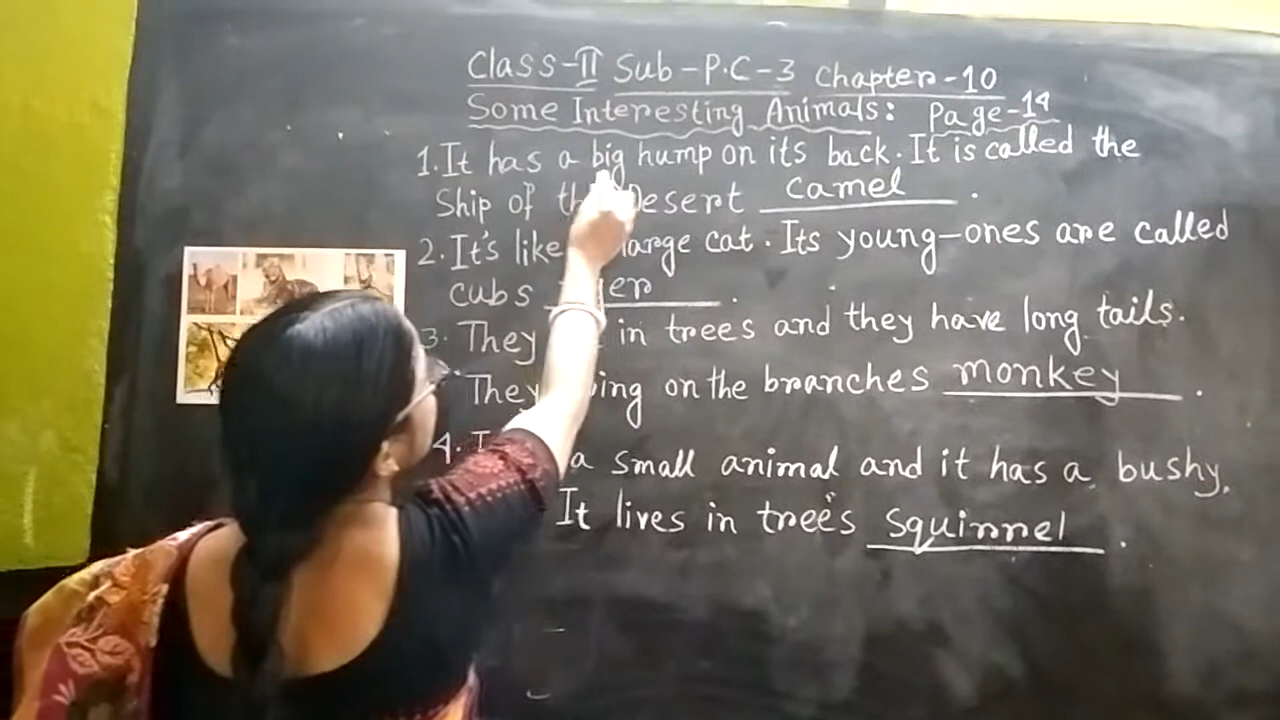 Class-II Sub-P.C-3 Chapter-10
Some Interesting Animals: Page-14
1. It has a big hump on its back. It is called the
Ship of Desert camel.
2. It's like large cat. Its young-ones are called
cubs .
3. They in trees and they have long tails.
They on the branches monkey.
4. a small animal and it has a bushy.
It lives in trees squirrel.